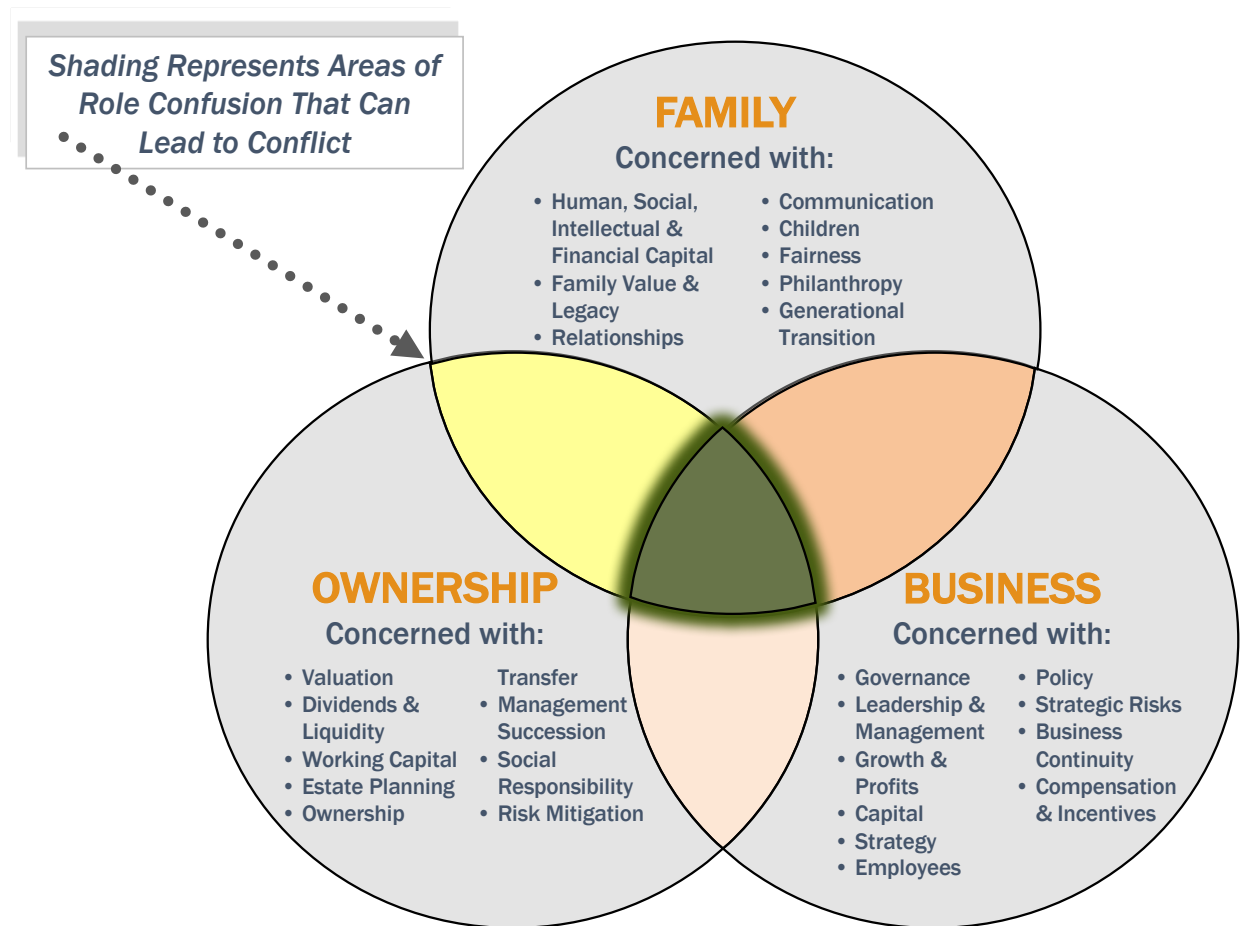 Shading Represents Areas of
Role Confusion That Can
Lead to Conflict
FAMILY
Concerned with:
• Human, Social,
Intellectual &
Financial Capital
• Family Value &
Legacy
• Relationships
• Communication
• Children
• Fairness
• Philanthropy
• Generational
Transition
OWNERSHIP
Concerned with:
• Valuation
• Dividends &
Liquidity
• Working Capital
• Estate Planning
• Ownership
Transfer
• Management
Succession
• Social
Responsibility
• Risk Mitigation
BUSINESS
Concerned with:
• Governance
• Leadership &
Management
• Growth &
Profits
• Capital
• Strategy
• Employees
• Policy
• Strategic Risks
• Business
Continuity
• Compensation
& Incentives